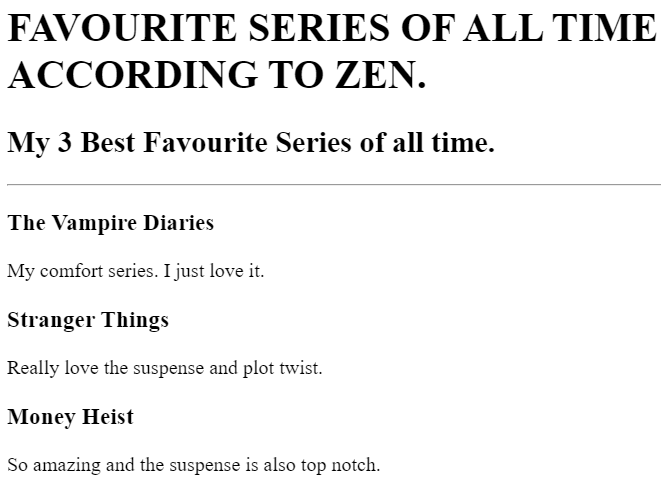 FAVOURITE SERIES OF ALL TIME
ACCORDING TO ZEN.
My 3 Best Favourite Series of all time.
The Vampire Diaries
My comfort series. I just love it.
Stranger Things
Really love the suspense and plot twist.
Money Heist
So amazing and the suspense is also top notch.